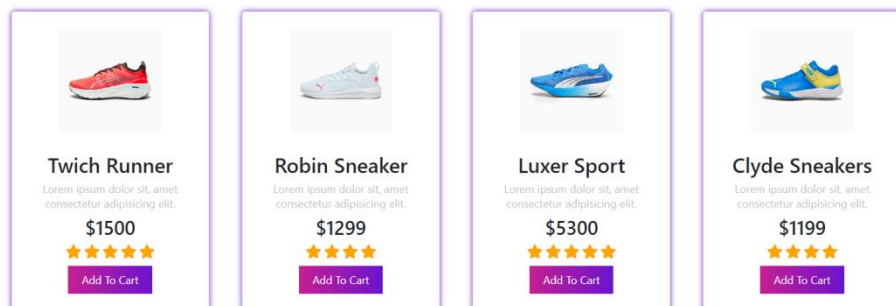 Twich Runner
Lorem ipsum dolor sit, amet
consectetur adipisicing elit.
$1500
Add To Cart
Robin Sneaker
Lorem ipsum dolor sit, amet
consectetur adipisicing elit.
$1299
Add To Cart
Luxer Sport
Lorem ipsum dolor sit, amet
consectetur adipisicing elit.
$5300
Add To Cart
Clyde Sneakers
Lorem ipsum dolor sit, amet
consectetur adipisicing elit.
$1199
Add To Cart